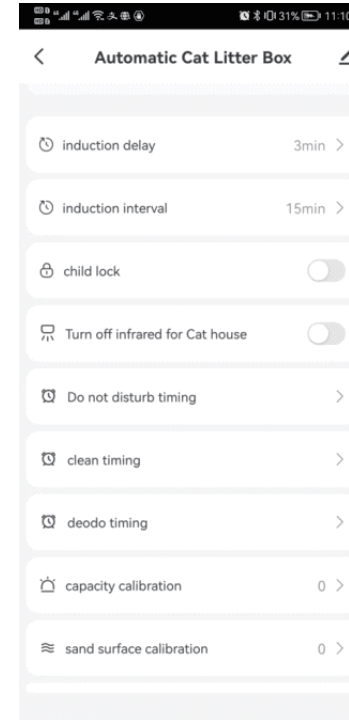 31% 11:10
Automatic Cat Litter Box
induction delay 3min
induction interval 15min
child lock
Turn off infrared for Cat house
Do not disturb timing
clean timing
deodo timing
capacity calibration 0
sand surface calibration 0